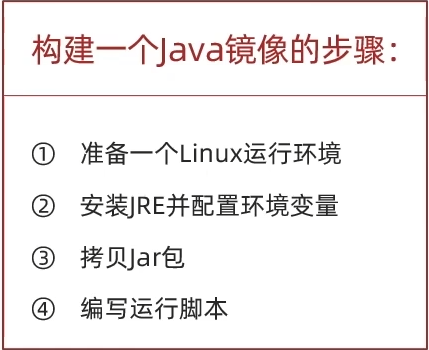 构建一个Java镜像的步骤：
① 准备一个Linux运行环境
② 安装JRE并配置环境变量
③ 拷贝Jar包
④ 编写运行脚本